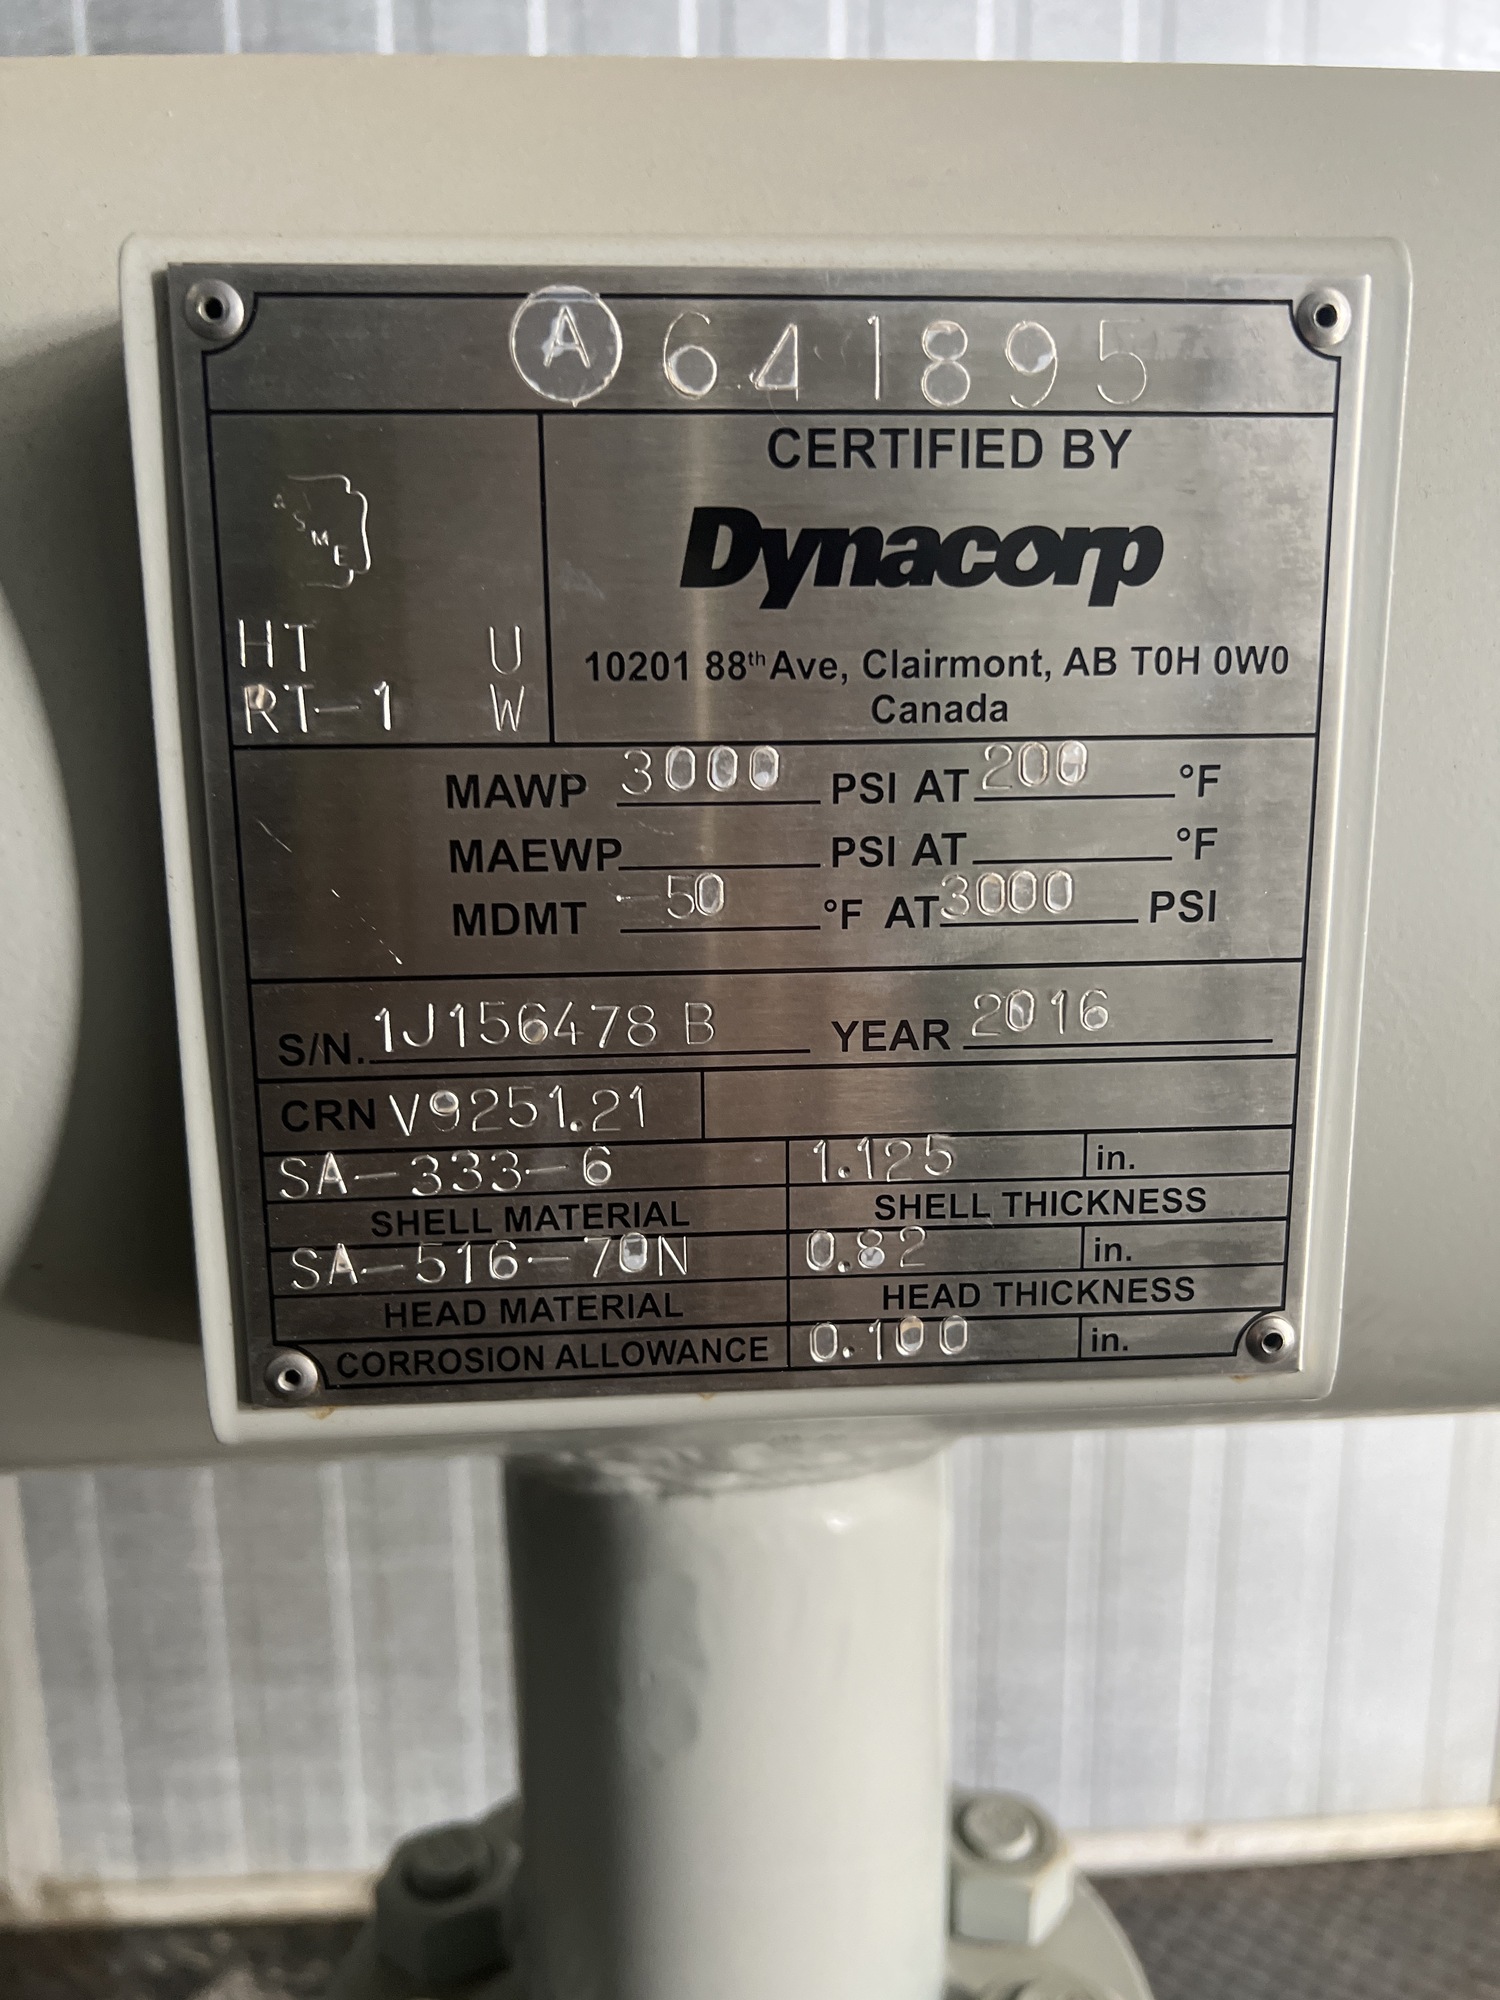 A 641895
CERTIFIED BY
Dynacorp
10201 88th Ave, Clairmont, AB T0H 0W0
Canada
ASME
HT U
RT-1 W
MAWP 3000 PSI AT 200 °F
MAEWP PSI AT °F
MDMT -50 °F AT 3000 PSI
S/N. 1J156478 B YEAR 2016
CRN V9251.21
SA-333-6 1.125 in.
SHELL MATERIAL SHELL THICKNESS
SA-516-70N 0.82 in.
HEAD MATERIAL HEAD THICKNESS
CORROSION ALLOWANCE 0.100 in.